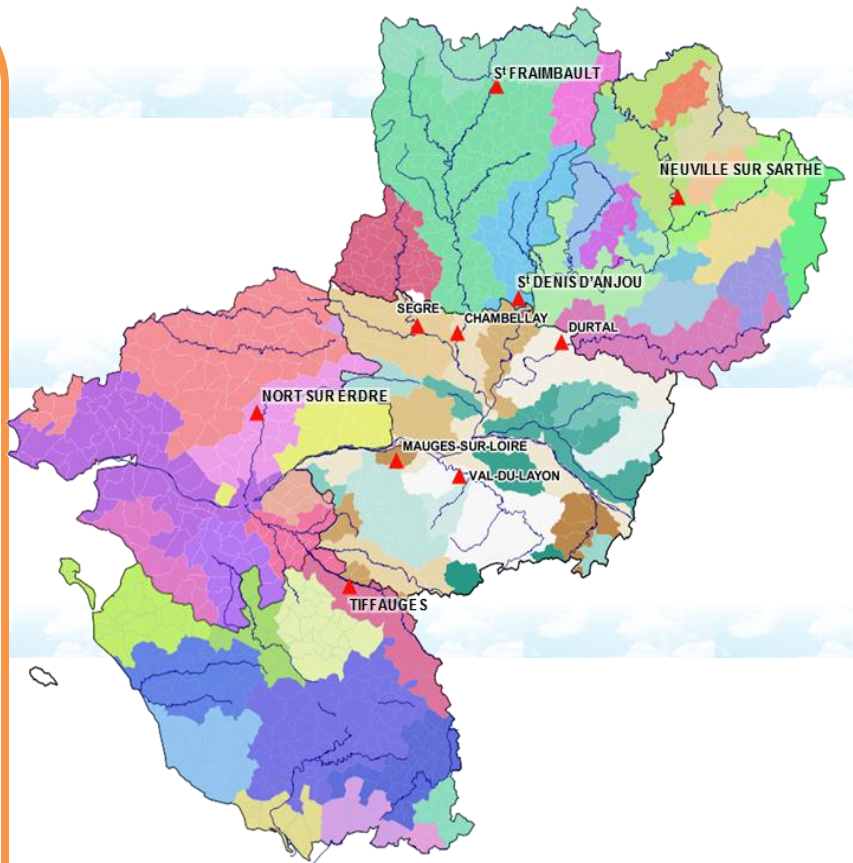 Sᵗ FRAIMBAULT
NEUVILLE SUR SARTHE
Sᵗ DENIS D'ANJOU
SEGRE
CHAMBELLAY
DURTAL
NORT SUR ERDRE
MAUGES-SUR-LOIRE
VAL-DU-LAYON
TIFFAUGES